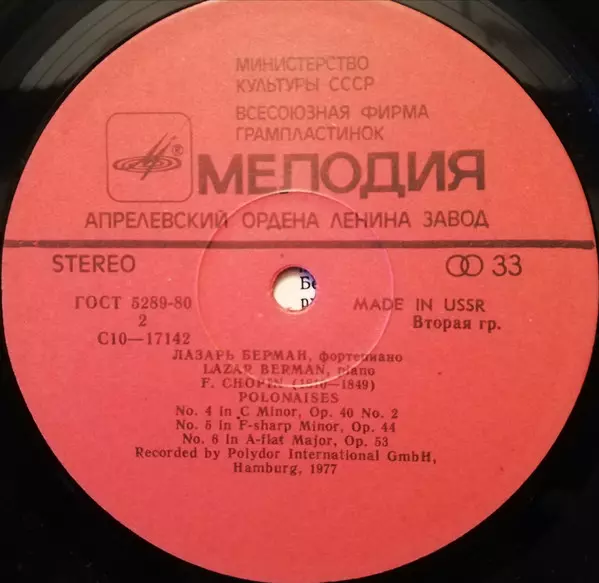 МИНИСТЕРСТВО
КУЛЬТУРЫ СССР
ВСЕСОЮЗНАЯ ФИРМА
ГРАМПЛАСТИНОК
®
МЕЛОДИЯ
АПРЕЛЕВСКИЙ ОРДЕНА ЛЕНИНА ЗАВОД
STEREO
33
ГОСТ 5289-80
2
С10—17142
MADE IN USSR
Вторая гр.
ЛАЗАРЬ БЕРМАН, фортепиано
LAZAR BERMAN, piano
F. CHOPIN (1810—1849)
POLONAISES
No. 4 in C Minor, Op. 40 No. 2
No. 5 in F-sharp Minor, Op. 44
No. 6 in A-flat Major, Op. 53
Recorded by Polydor International GmbH,
Hamburg, 1977